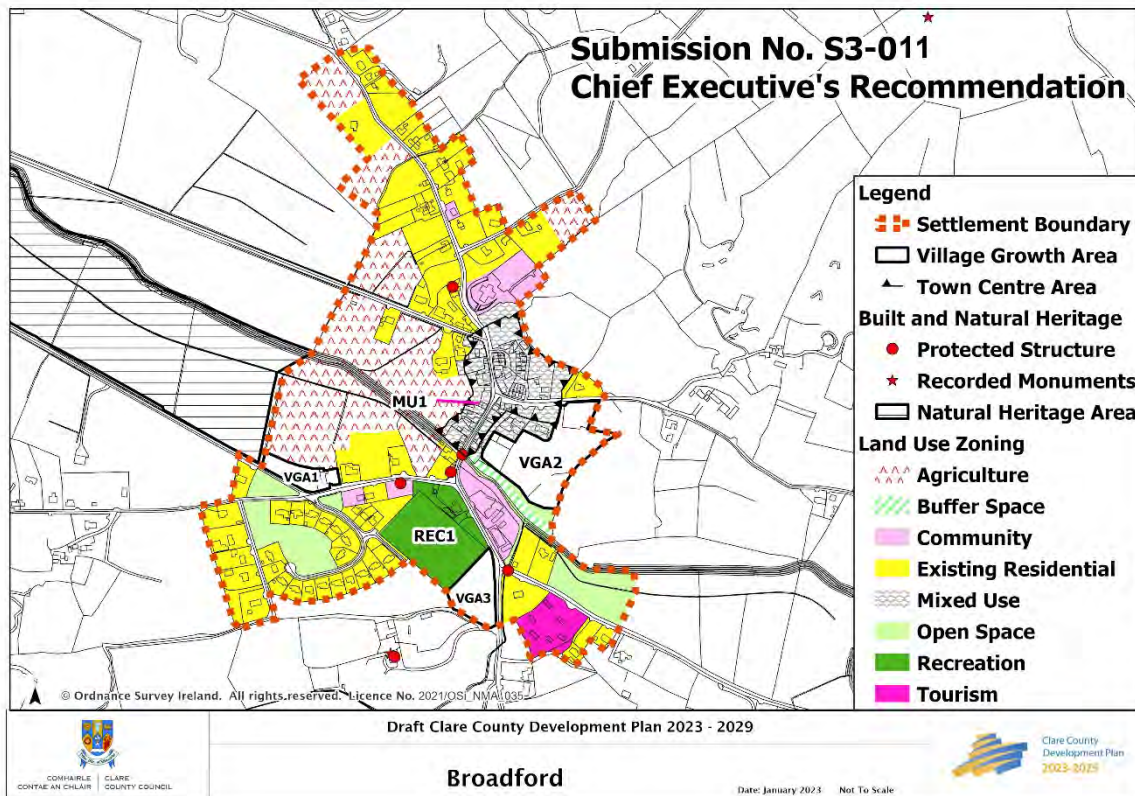 Submission No. S3-011
Chief Executive's Recommendation
Legend
Settlement Boundary
Village Growth Area
Town Centre Area
Built and Natural Heritage
Protected Structure
Recorded Monuments
Natural Heritage Area
Land Use Zoning
Agriculture
Buffer Space
Community
Existing Residential
Mixed Use
Open Space
Recreation
Tourism
MU1
VGA2
VGA1
REC1
VGA3
© Ordnance Survey Ireland. All rights reserved. Licence No. 2021/OSi_NMA_035
Draft Clare County Development Plan 2023 - 2029
Broadford
Date: January 2023 Not To Scale
COMHAIRLE CONTAE AN CHLÁIR
CLARE COUNTY COUNCIL
Clare County
Development Plan
2023-2029